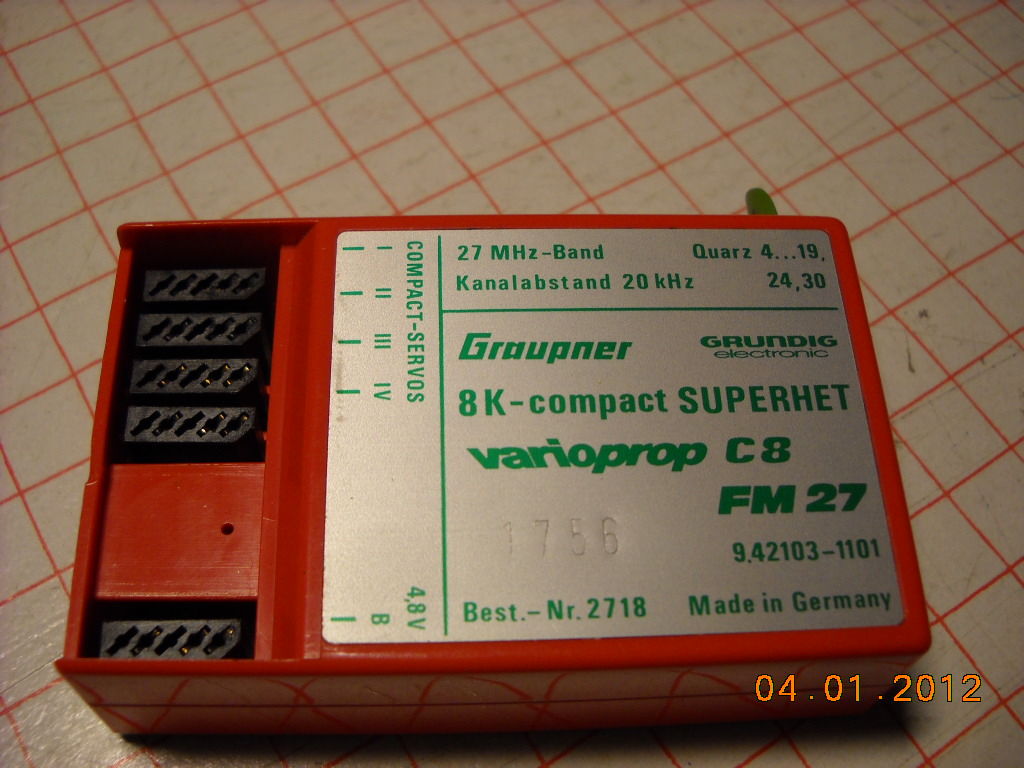 27 MHz-Band Quarz 4...19,
Kanalabstand 20 kHz 24,30
Graupner GRUNDIG
electronic
8K-compact SUPERHET
varioprop C8
FM 27
1756
9.42103-1101
Best.-Nr. 2718 Made in Germany
COMPACT-SERVOS 4,8V
I II III IV B
04.01.2012